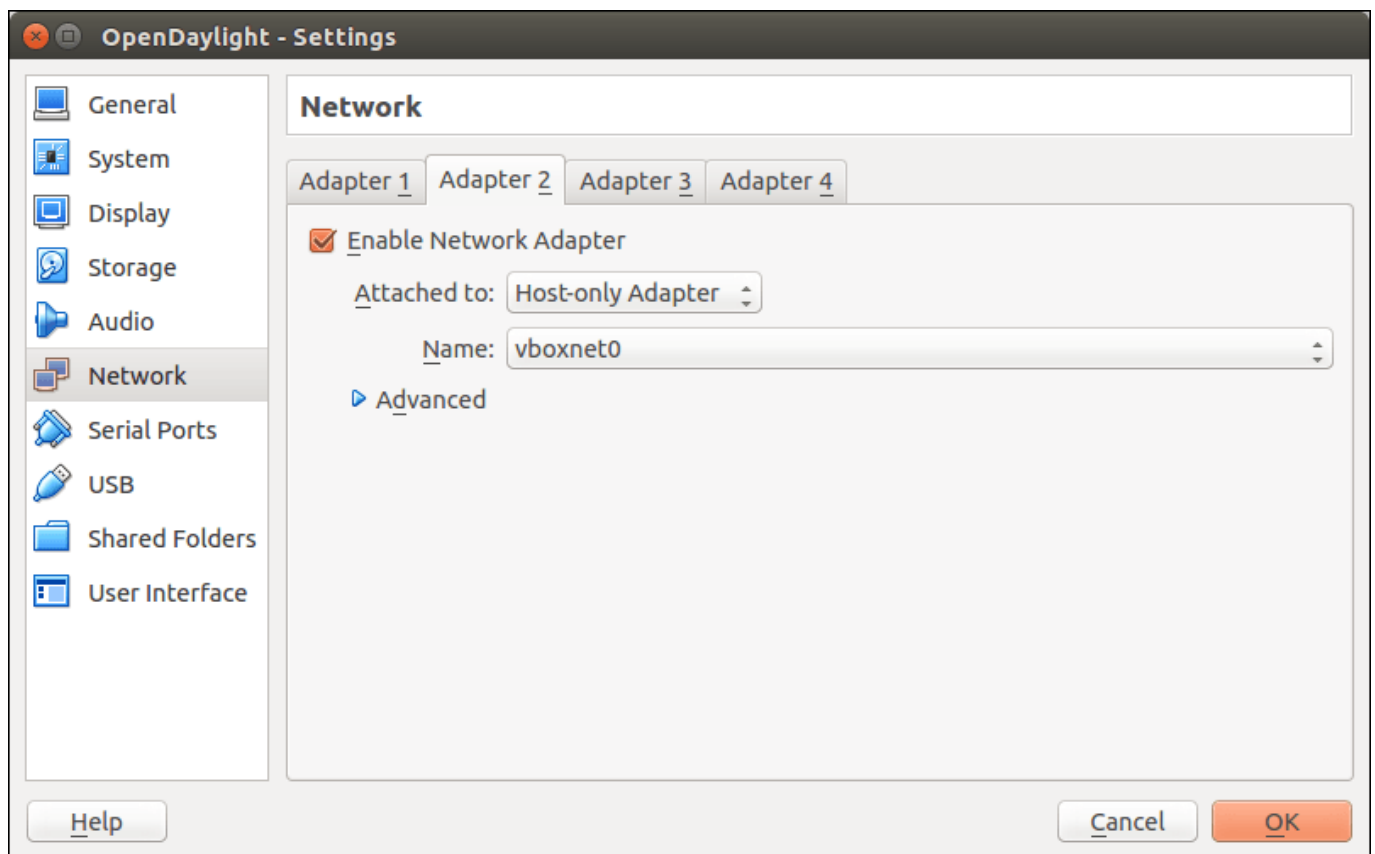 OpenDaylight - Settings
General
System
Display
Storage
Audio
Network
Serial Ports
USB
Shared Folders
User Interface
Network
Adapter 1 Adapter 2 Adapter 3 Adapter 4
Enable Network Adapter
Attached to: Host-only Adapter
Name: vboxnet0
Advanced
Help Cancel OK